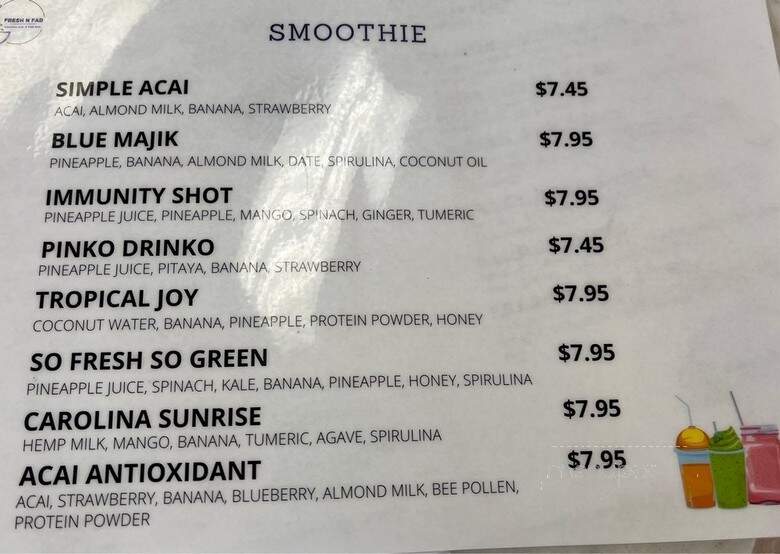 FRESH N FAB
SMOOTHIE
SIMPLE ACAI $7.45
ACAI, ALMOND MILK, BANANA, STRAWBERRY
BLUE MAJIK $7.95
PINEAPPLE, BANANA, ALMOND MILK, DATE, SPIRULINA, COCONUT OIL
IMMUNITY SHOT $7.95
PINEAPPLE JUICE, PINEAPPLE, MANGO, SPINACH, GINGER, TUMERIC
PINKO DRINKO $7.45
PINEAPPLE JUICE, PITAYA, BANANA, STRAWBERRY
TROPICAL JOY $7.95
COCONUT WATER, BANANA, PINEAPPLE, PROTEIN POWDER, HONEY
SO FRESH SO GREEN $7.95
PINEAPPLE JUICE, SPINACH, KALE, BANANA, PINEAPPLE, HONEY, SPIRULINA
CAROLINA SUNRISE $7.95
HEMP MILK, MANGO, BANANA, TUMERIC, AGAVE, SPIRULINA
ACAI ANTIOXIDANT $7.95
ACAI, STRAWBERRY, BANANA, BLUEBERRY, ALMOND MILK, BEE POLLEN,
PROTEIN POWDER